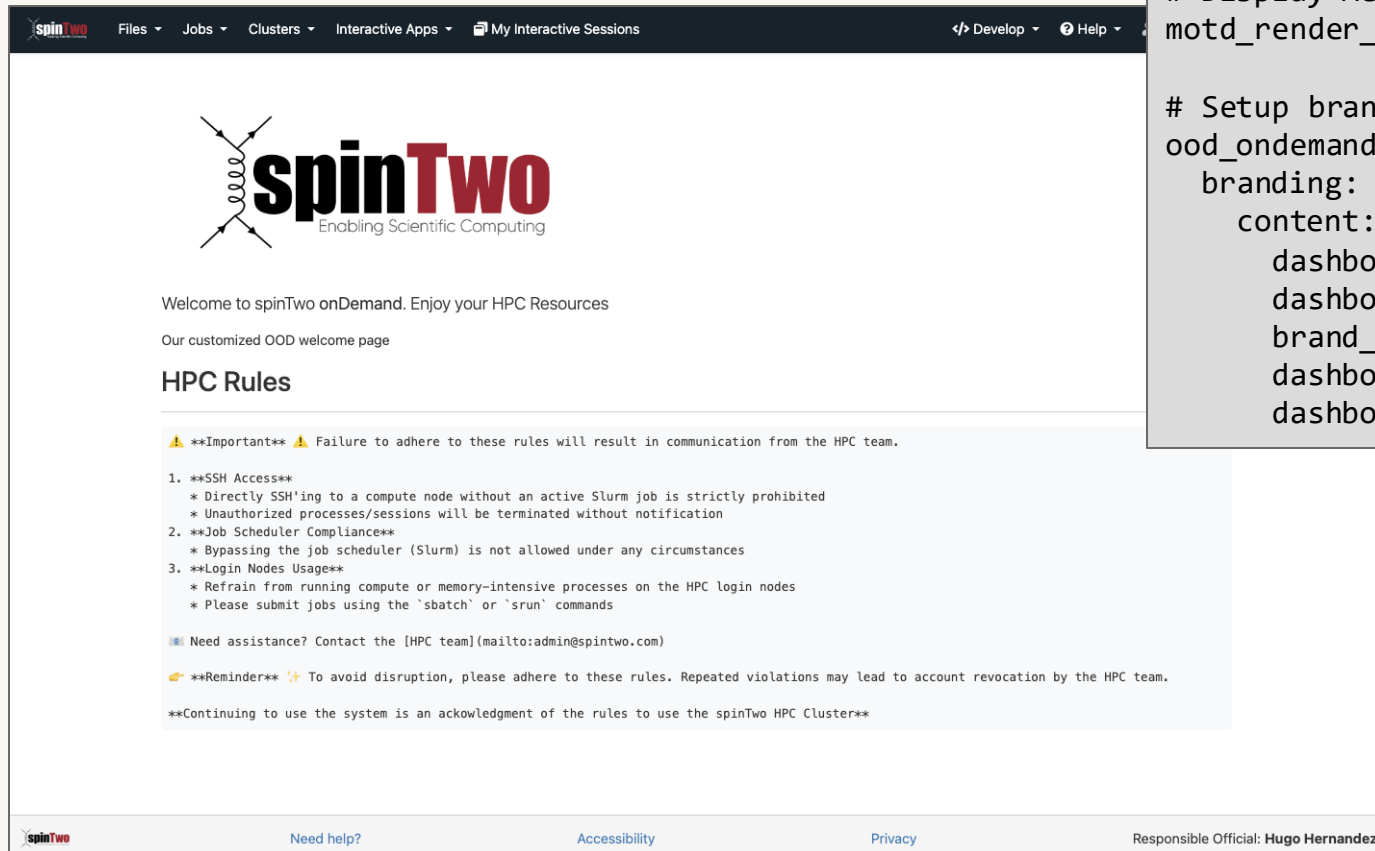 spinTwo Files Jobs Clusters Interactive Apps My Interactive Sessions </> Develop Help
spinTwo
Enabling Scientific Computing
Welcome to spinTwo onDemand. Enjoy your HPC Resources
Our customized OOD welcome page
HPC Rules
⚠️ **Important** ⚠️ Failure to adhere to these rules will result in communication from the HPC team.
1. **SSH Access**
* Directly SSH'ing to a compute node without an active Slurm job is strictly prohibited
* Unauthorized processes/sessions will be terminated without notification
2. **Job Scheduler Compliance**
* Bypassing the job scheduler (Slurm) is not allowed under any circumstances
3. **Login Nodes Usage**
* Refrain from running compute or memory-intensive processes on the HPC login nodes
* Please submit jobs using the `sbatch` or `srun` commands
📧 Need assistance? Contact the [HPC team](mailto:admin@spintwo.com)
👉 **Reminder** ✨ To avoid disruption, please adhere to these rules. Repeated violations may lead to account revocation by the HPC team.
**Continuing to use the system is an ackowledgment of the rules to use the spinTwo HPC Cluster**
spinTwo Need help? Accessibility Privacy Responsible Official: Hugo Hernandez
motd_render_
# Setup bran
ood_ondemand
branding:
content:
dashbo
dashbo
brand_
dashbo
dashbo